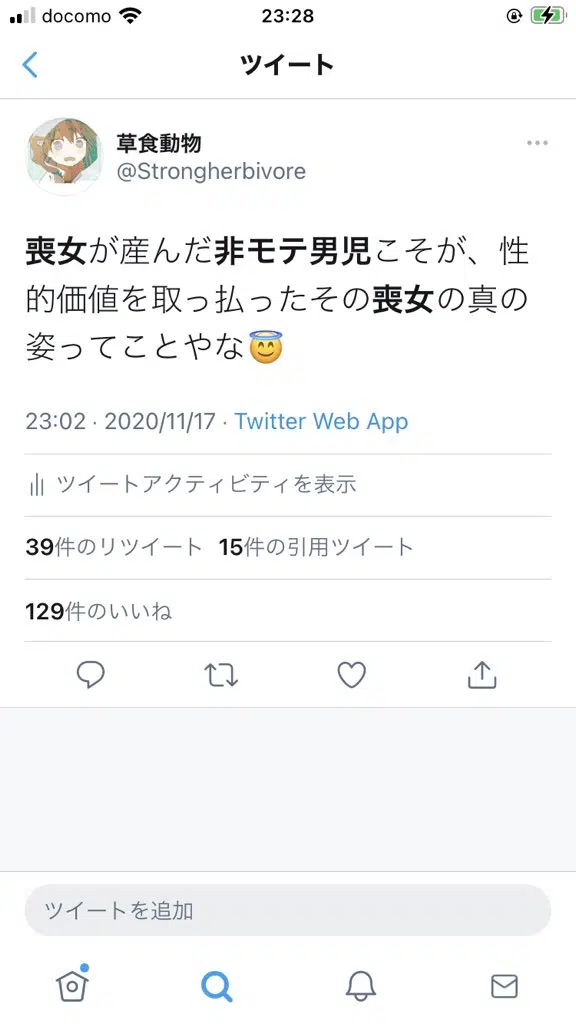 docomo 23:28
ツイート
草食動物
@Strongherbivore
喪女が産んだ非モテ男児こそが、性
的価値を取っ払ったその喪女の真の
姿ってことやな😇
23:02 · 2020/11/17 · Twitter Web App
ツイートアクティビティを表示
39件のリツイート 15件の引用ツイート
129件のいいね
ツイートを追加